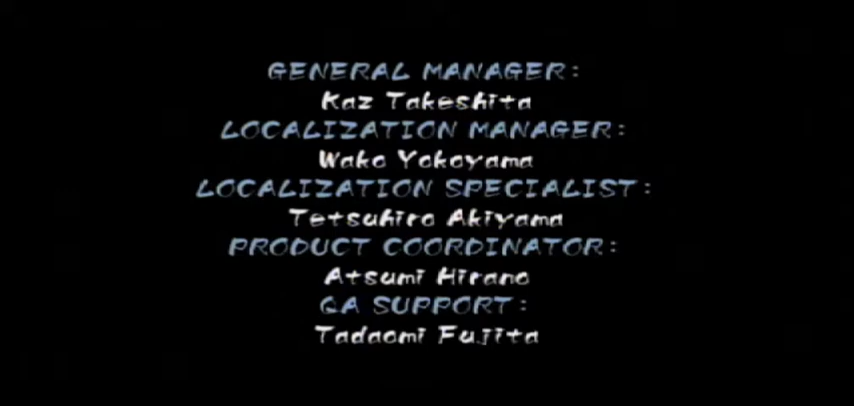 GENERAL MANAGER:
Kaz Takeshita
LOCALIZATION MANAGER:
Wako Yokoyama
LOCALIZATION SPECIALIST:
Tetsuhiro Akiyama
PRODUCT COORDINATOR:
Atsumi Hirano
QA SUPPORT:
Tadaomi Fujita